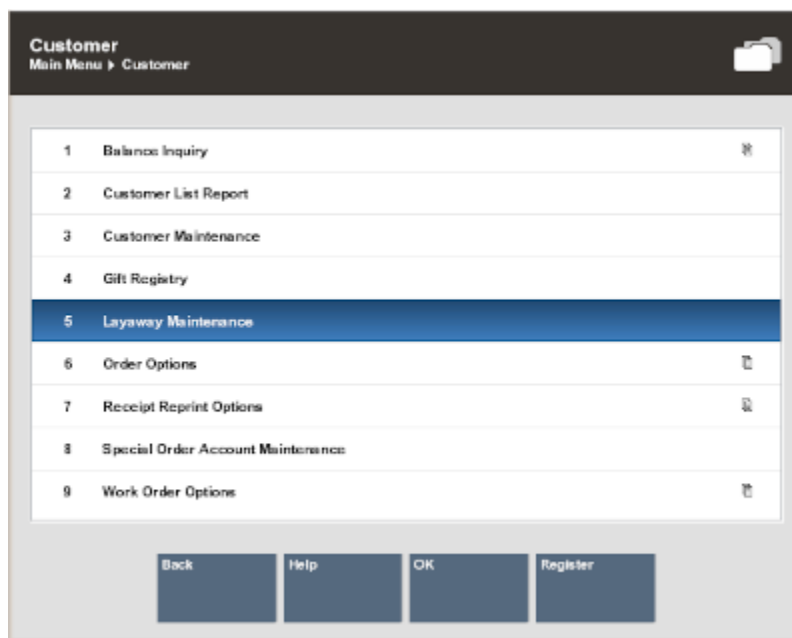 Customer
Main Menu ▸ Customer
1 Balance Inquiry
2 Customer List Report
3 Customer Maintenance
4 Gift Registry
5 Layaway Maintenance
6 Order Options
7 Receipt Reprint Options
8 Special Order Account Maintenance
9 Work Order Options
Back Help OK Register